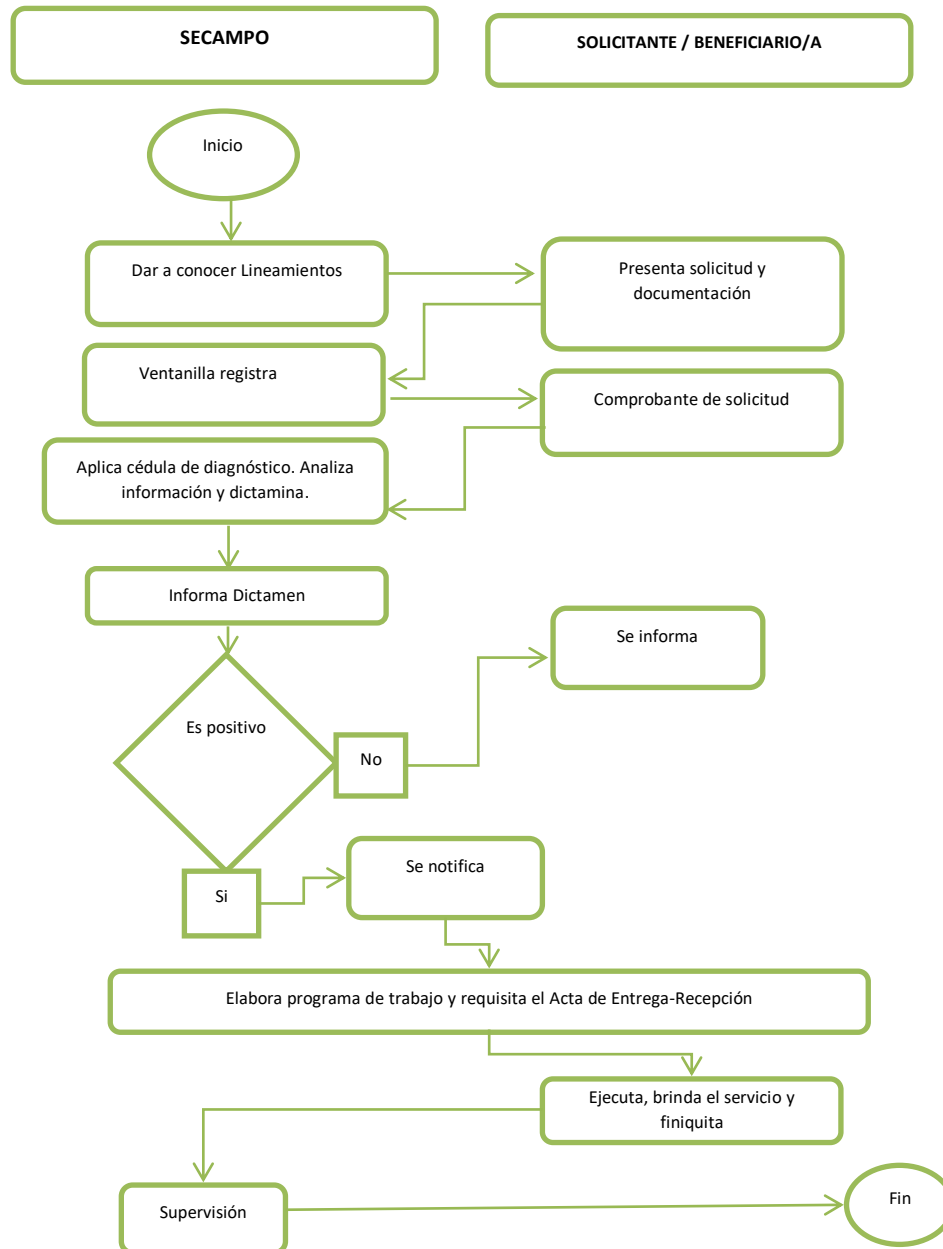 SECAMPO
SOLICITANTE / BENEFICIARIO/A
Inicio
Dar a conocer Lineamientos
Presenta solicitud y
documentación
Ventanilla registra
Comprobante de solicitud
Aplica cédula de diagnóstico. Analiza
información y dictamina.
Informa Dictamen
Se informa
Es positivo
No
Se notifica
Si
Elabora programa de trabajo y requisita el Acta de Entrega-Recepción
Ejecuta, brinda el servicio y
finiquita
Supervisión
Fin